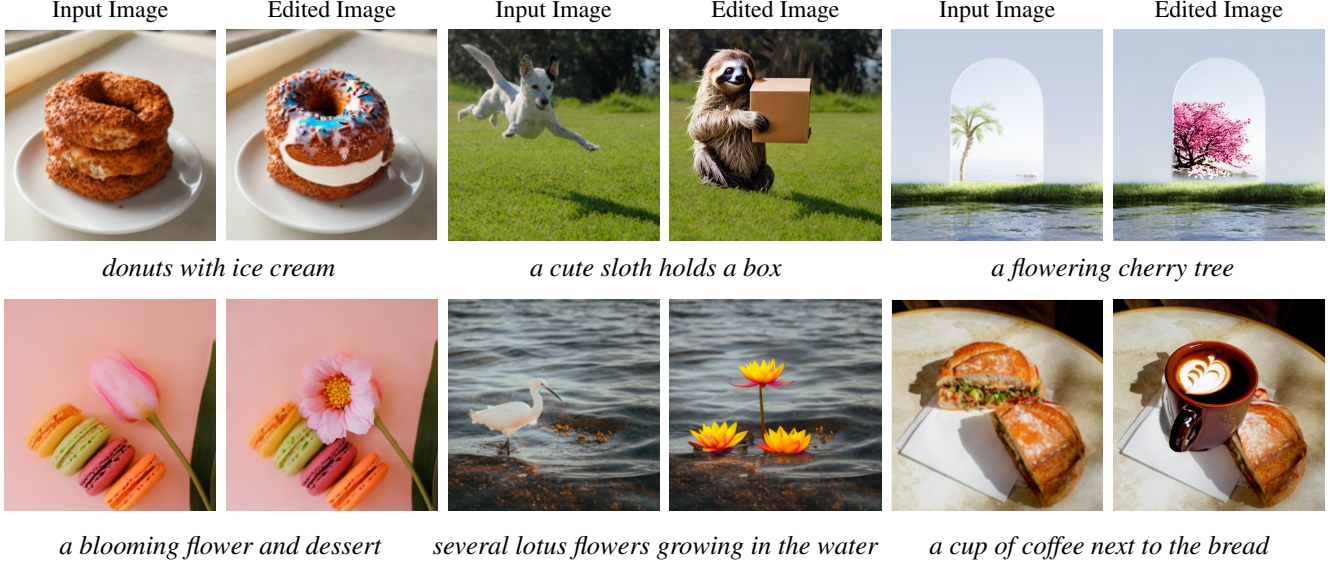 Input Image Edited Image Input Image Edited Image Input Image Edited Image
donuts with ice cream a cute sloth holds a box a flowering cherry tree
a blooming flower and dessert several lotus flowers growing in the water a cup of coffee next to the bread